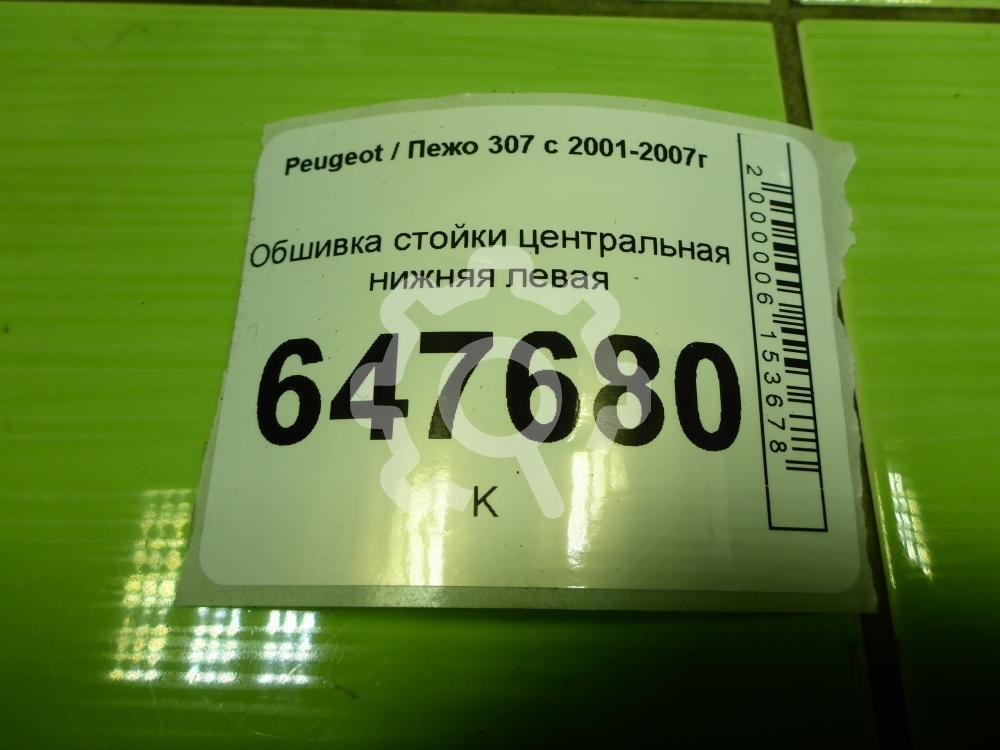 Peugeot / Пежо 307 с 2001-2007г
Обшивка стойки центральная
нижняя левая
647680
К
2000006153678